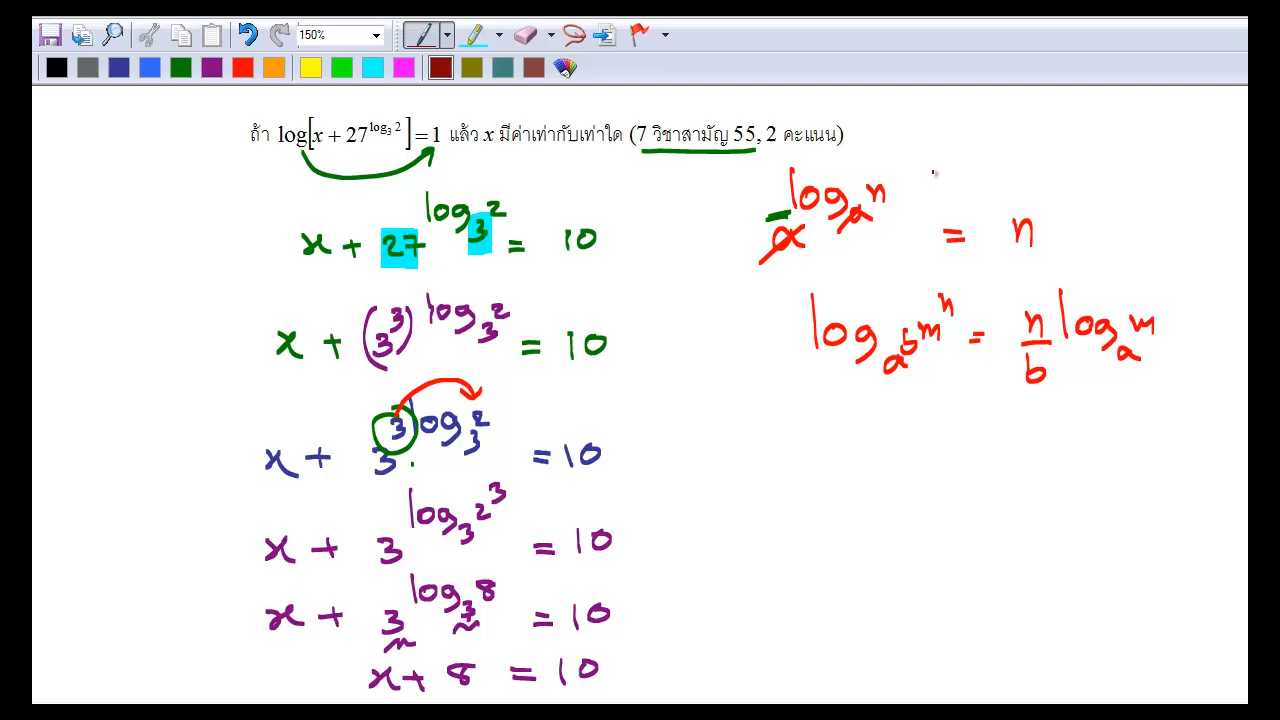 150%
ถ้า log[x + 27^{log₃ 2}] = 1 แล้ว x มีค่าเท่ากับเท่าใด (7 วิชาสามัญ 55, 2 คะแนน)
x + 27^{log₃ 2} = 10
x + (3³)^{log₃ 2} = 10
x + 3^{3 log₃ 2} = 10
x + 3^{log₃ 2³} = 10
x + 3^{log₃ 8} = 10
x + 8 = 10
a^{logₐ n} = n
log_{a^b} m^n = n/b logₐ m